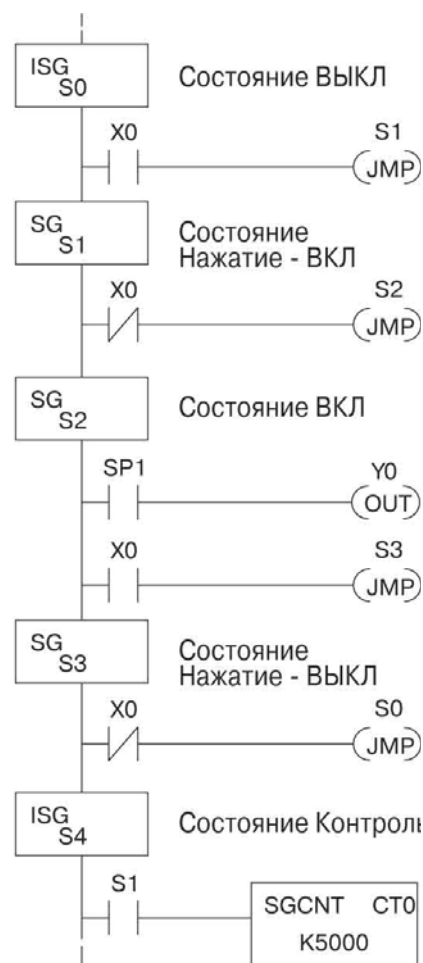 ISG
S0
Состояние ВЫКЛ
X0
S1
JMP
SG
S1
Состояние
Нажатие - ВКЛ
X0
S2
JMP
SG
S2
Состояние ВКЛ
SP1
Y0
OUT
X0
S3
JMP
SG
S3
Состояние
Нажатие - ВЫКЛ
X0
S0
JMP
ISG
S4
Состояние Контроль
S1
SGCNT CT0
K5000